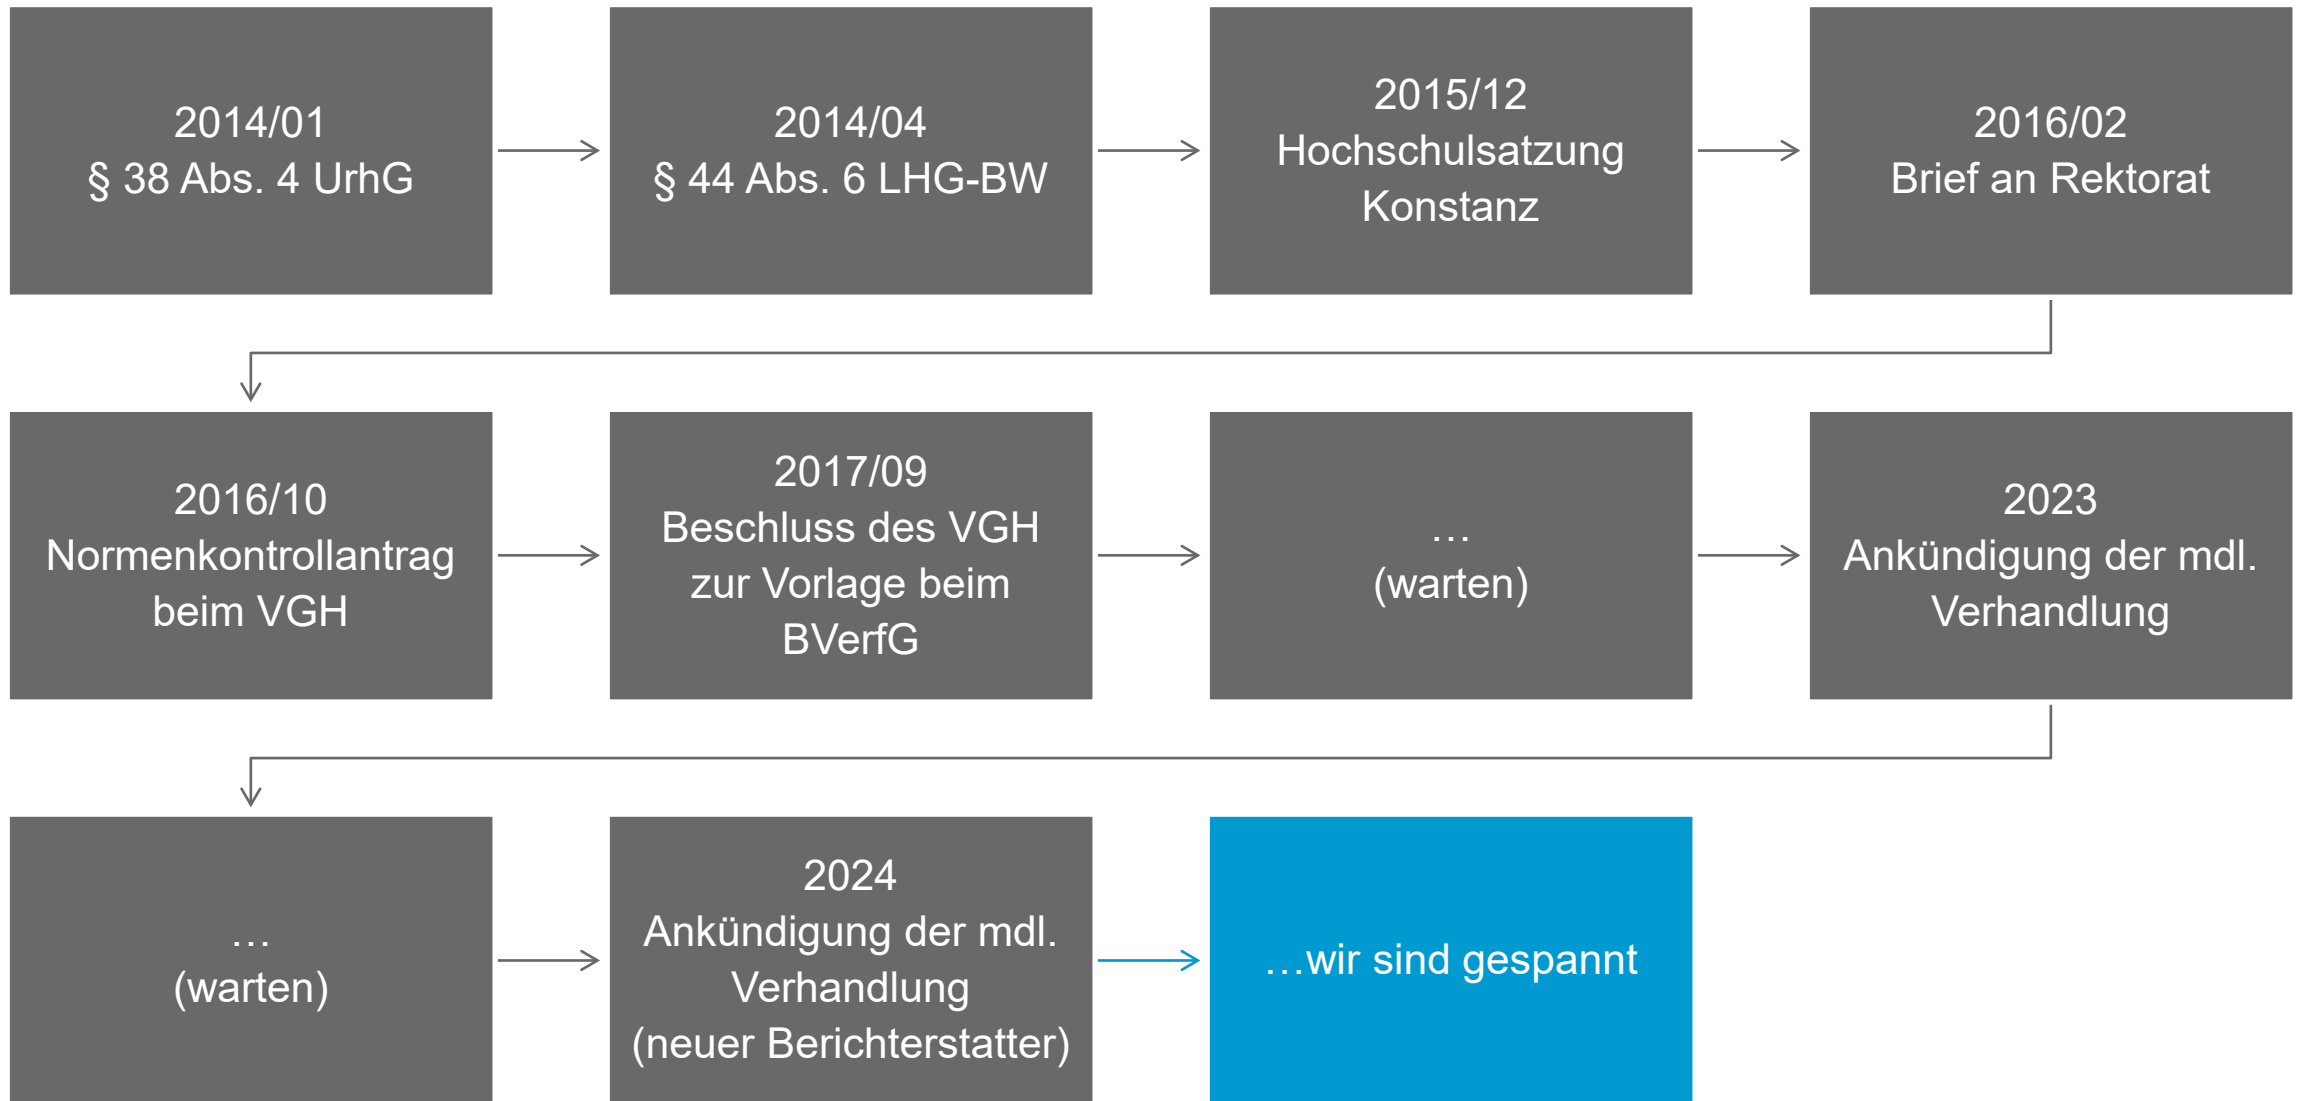 2014/01
§ 38 Abs. 4 UrhG
2014/04
§ 44 Abs. 6 LHG-BW
2015/12
Hochschulsatzung
Konstanz
2016/02
Brief an Rektorat
2016/10
Normenkontrollantrag
beim VGH
2017/09
Beschluss des VGH
zur Vorlage beim
BVerfG
…
(warten)
2023
Ankündigung der mdl.
Verhandlung
…
(warten)
2024
Ankündigung der mdl.
Verhandlung
(neuer Berichterstatter)
…wir sind gespannt